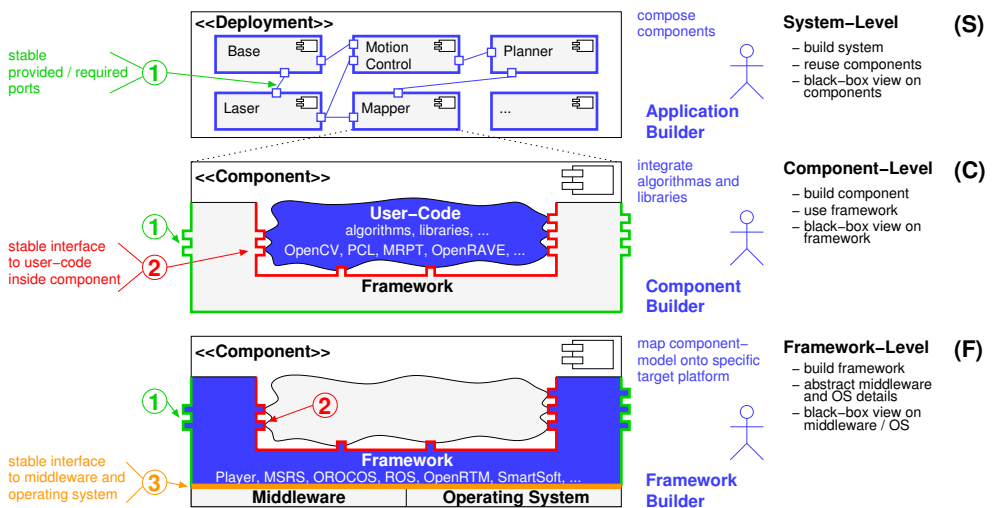 <<Deployment>>
Base
Motion
Control
Planner
Laser
Mapper
...
stable
provided / required
ports
1
compose
components
Application
Builder
System–Level
(S)
– build system
– reuse components
– black–box view on
components
<<Component>>
User–Code
algorithms, libraries, ...
OpenCV, PCL, MRPT, OpenRAVE, ...
Framework
1
stable interface
to user–code
inside component
2
integrate
algorithmas and
libraries
Component
Builder
Component–Level
(C)
– build component
– use framework
– black–box view on
framework
<<Component>>
1
2
Framework
Player, MSRS, OROCOS, ROS, OpenRTM, SmartSoft, ...
Middleware
Operating System
stable interface
to middleware and
operating system
3
map component–
model onto specific
target platform
Framework
Builder
Framework–Level
(F)
– build framework
– abstract middleware
and OS details
– black–box view on
middleware / OS